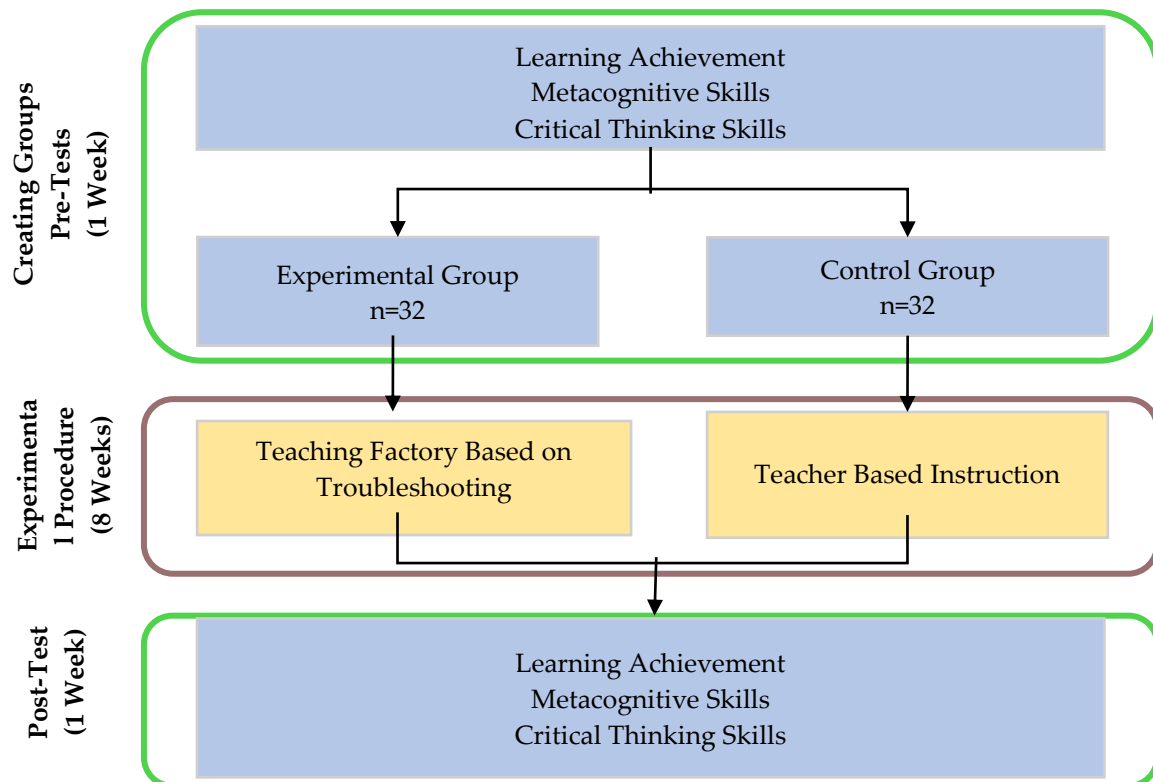 Creating Groups
Pre-Tests
(1 Week)
Learning Achievement
Metacognitive Skills
Critical Thinking Skills
Experimental Group
n=32
Control Group
n=32
Experimenta
l Procedure
(8 Weeks)
Teaching Factory Based on
Troubleshooting
Teacher Based Instruction
Post-Test
(1 Week)
Learning Achievement
Metacognitive Skills
Critical Thinking Skills